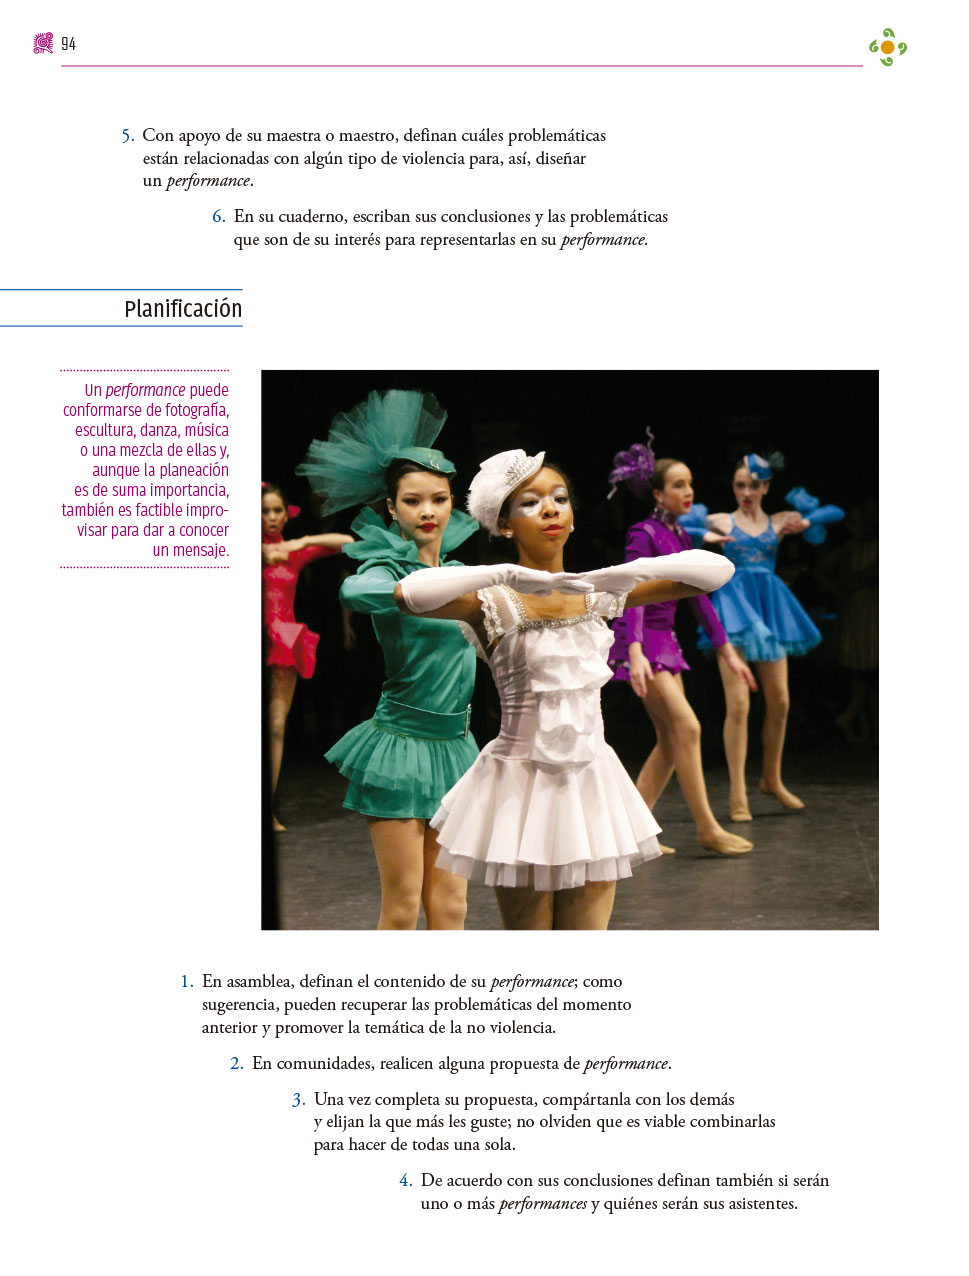 94
5. Con apoyo de su maestra o maestro, definan cuáles problemáticas
están relacionadas con algún tipo de violencia para, así, diseñar
un performance.
6. En su cuaderno, escriban sus conclusiones y las problemáticas
que son de su interés para representarlas en su performance.
Planificación
Un performance puede
conformarse de fotografía,
escultura, danza, música
o una mezcla de ellas y,
aunque la planeación
es de suma importancia,
también es factible impro-
visar para dar a conocer
un mensaje.
1. En asamblea, definan el contenido de su performance; como
sugerencia, pueden recuperar las problemáticas del momento
anterior y promover la temática de la no violencia.
2. En comunidades, realicen alguna propuesta de performance.
3. Una vez completa su propuesta, compártanla con los demás
y elijan la que más les guste; no olviden que es viable combinarlas
para hacer de todas una sola.
4. De acuerdo con sus conclusiones definan también si serán
uno o más performances y quiénes serán sus asistentes.